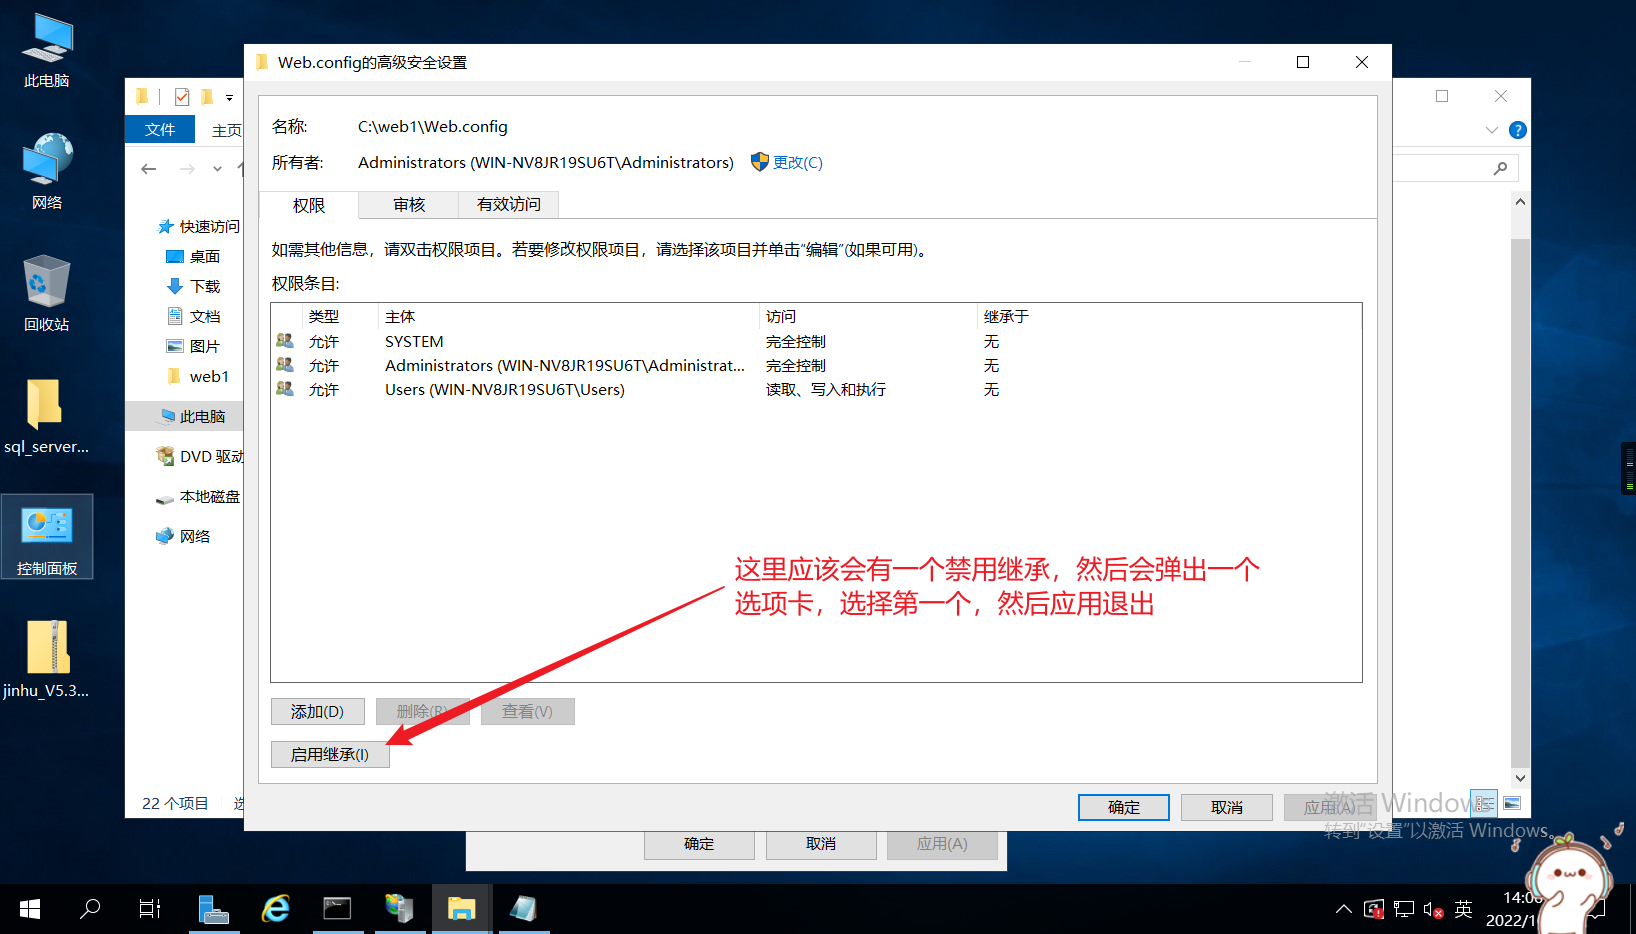 此电脑
网络
回收站
sql_server...
控制面板
jinhu_V5.3...
文件
主页
快速访问
桌面
下载
文档
图片
web1
此电脑
DVD 驱动
本地磁盘
网络
22 个项目
Web.config的高级安全设置
名称:
C:\web1\Web.config
所有者:
Administrators (WIN-NV8JR19SU6T\Administrators)
更改(C)
权限
审核
有效访问
如需其他信息，请双击权限项目。若要修改权限项目，请选择该项目并单击“编辑”(如果可用)。
权限条目:
类型 主体 访问 继承于
允许 SYSTEM 完全控制 无
允许 Administrators (WIN-NV8JR19SU6T\Administrat... 完全控制 无
允许 Users (WIN-NV8JR19SU6T\Users) 读取、写入和执行 无
这里应该会有一个禁用继承，然后会弹出一个
选项卡，选择第一个，然后应用退出
添加(D)
删除(R)
查看(V)
启用继承(I)
确定
取消
应用(A)
激活 Window
转到“设置”以激活 Windows。
确定
取消
应用(A)
英
14:0
2022/1